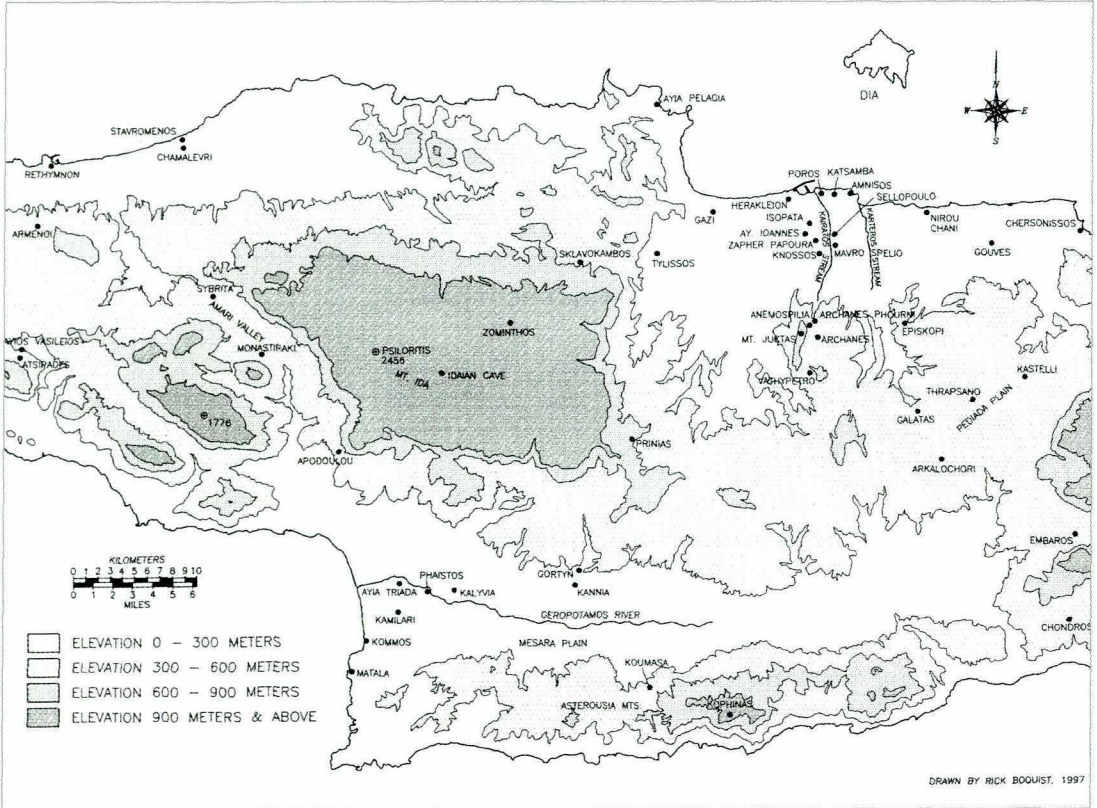 DIA
N
W
E
S
AYIA PELAGIA
STAVROMENOS
CHAMALEVRI
RETHYMNON
POROS
KATSAMBA
AMNISOS
HERAKLEION
SELLOPOULO
GAZI
ISOPATA
NIROU
CHANI
CHERSONISSOS
ARMENOI
AY. IOANNES
ZAPHER PAPOURA
KNOSSOS
MAVRO SPELIO
KAIRATOS
STREAM
KARTEROS STREAM
GOUVES
SKLAVOKAMBOS
TYLISSOS
SYBRITA
AMARI VALLEY
ZOMINTHOS
ANEMOSPILIA
ARCHANES PHOURNI
EPISKOPI
MT. JUKTAS
ARCHANES
AYIOS VASILEIOS
ATSIPADES
MONASTIRAKI
PSILORITIS
2456
MT. IDA
IDAIAN CAVE
VATHYPETRO
KASTELLI
THRAPSANO
PEDIADA PLAIN
GALATAS
1776
PRINIAS
APODOULOU
ARKALOCHORI
EMBAROS
KILOMETERS
0 1 2 3 4 5 6 7 8 9 10
0 1 2 3 4 5 6
MILES
GORTYN
PHAISTOS
AYIA TRIADA
KALYVIA
KANNIA
KAMILARI
GEROPOTAMOS RIVER
CHONDROS
KOMMOS
MESARA PLAIN
MATALA
KOUMASA
ASTEROUSIA MTS.
KOPHINAS
ELEVATION 0 – 300 METERS
ELEVATION 300 – 600 METERS
ELEVATION 600 – 900 METERS
ELEVATION 900 METERS & ABOVE
DRAWN BY RICK BOQUIST, 1997